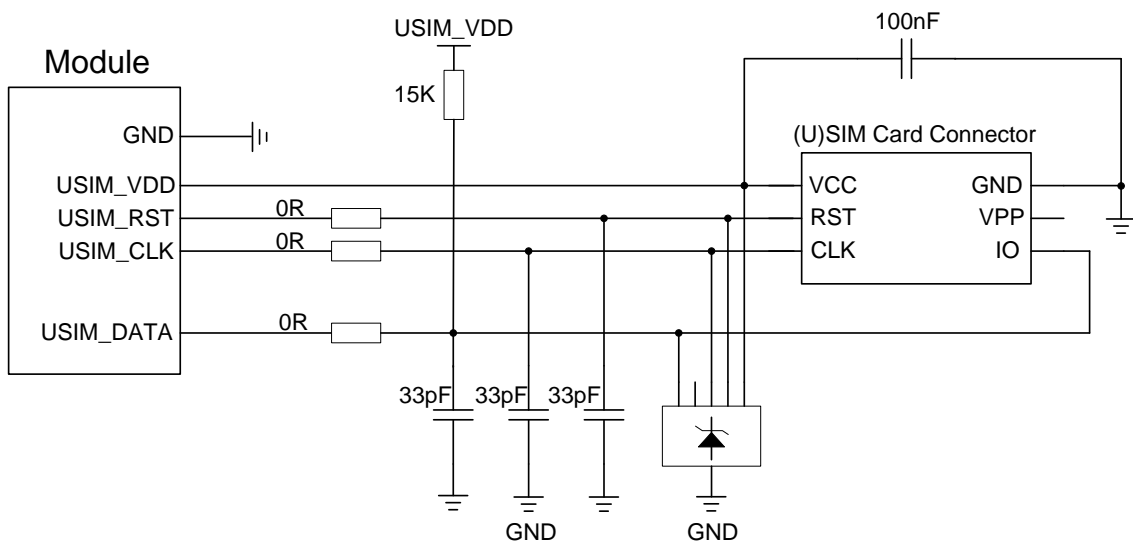 USIM_VDD
100nF
Module
15K
GND
(U)SIM Card Connector
USIM_VDD
VCC
GND
USIM_RST
0R
RST
VPP
USIM_CLK
0R
CLK
IO
USIM_DATA
0R
33pF
33pF
33pF
GND
GND